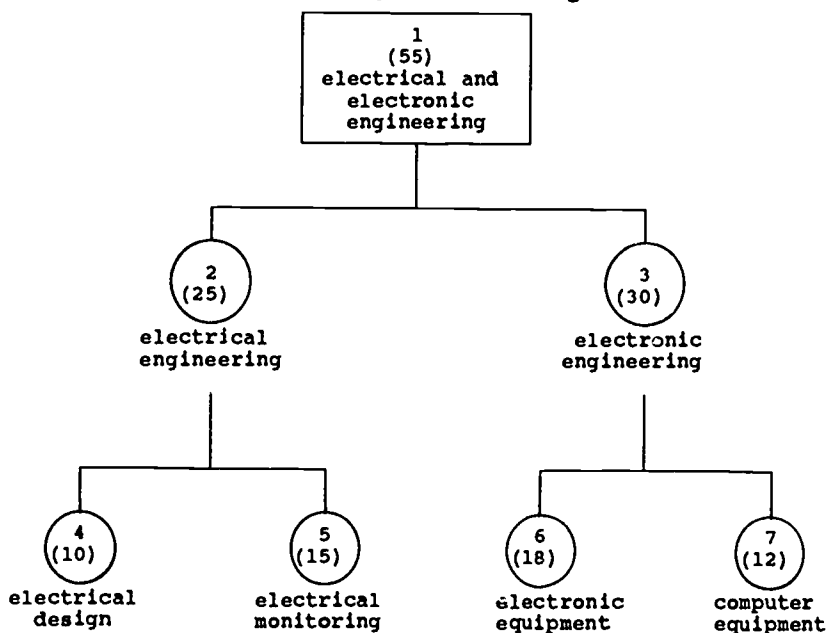 1
(55)
electrical and
electronic
engineering
2
(25)
electrical
engineering
3
(30)
electronic
engineering
4
(10)
electrical
design
5
(15)
electrical
monitoring
6
(18)
electronic
equipment
7
(12)
computer
equipment